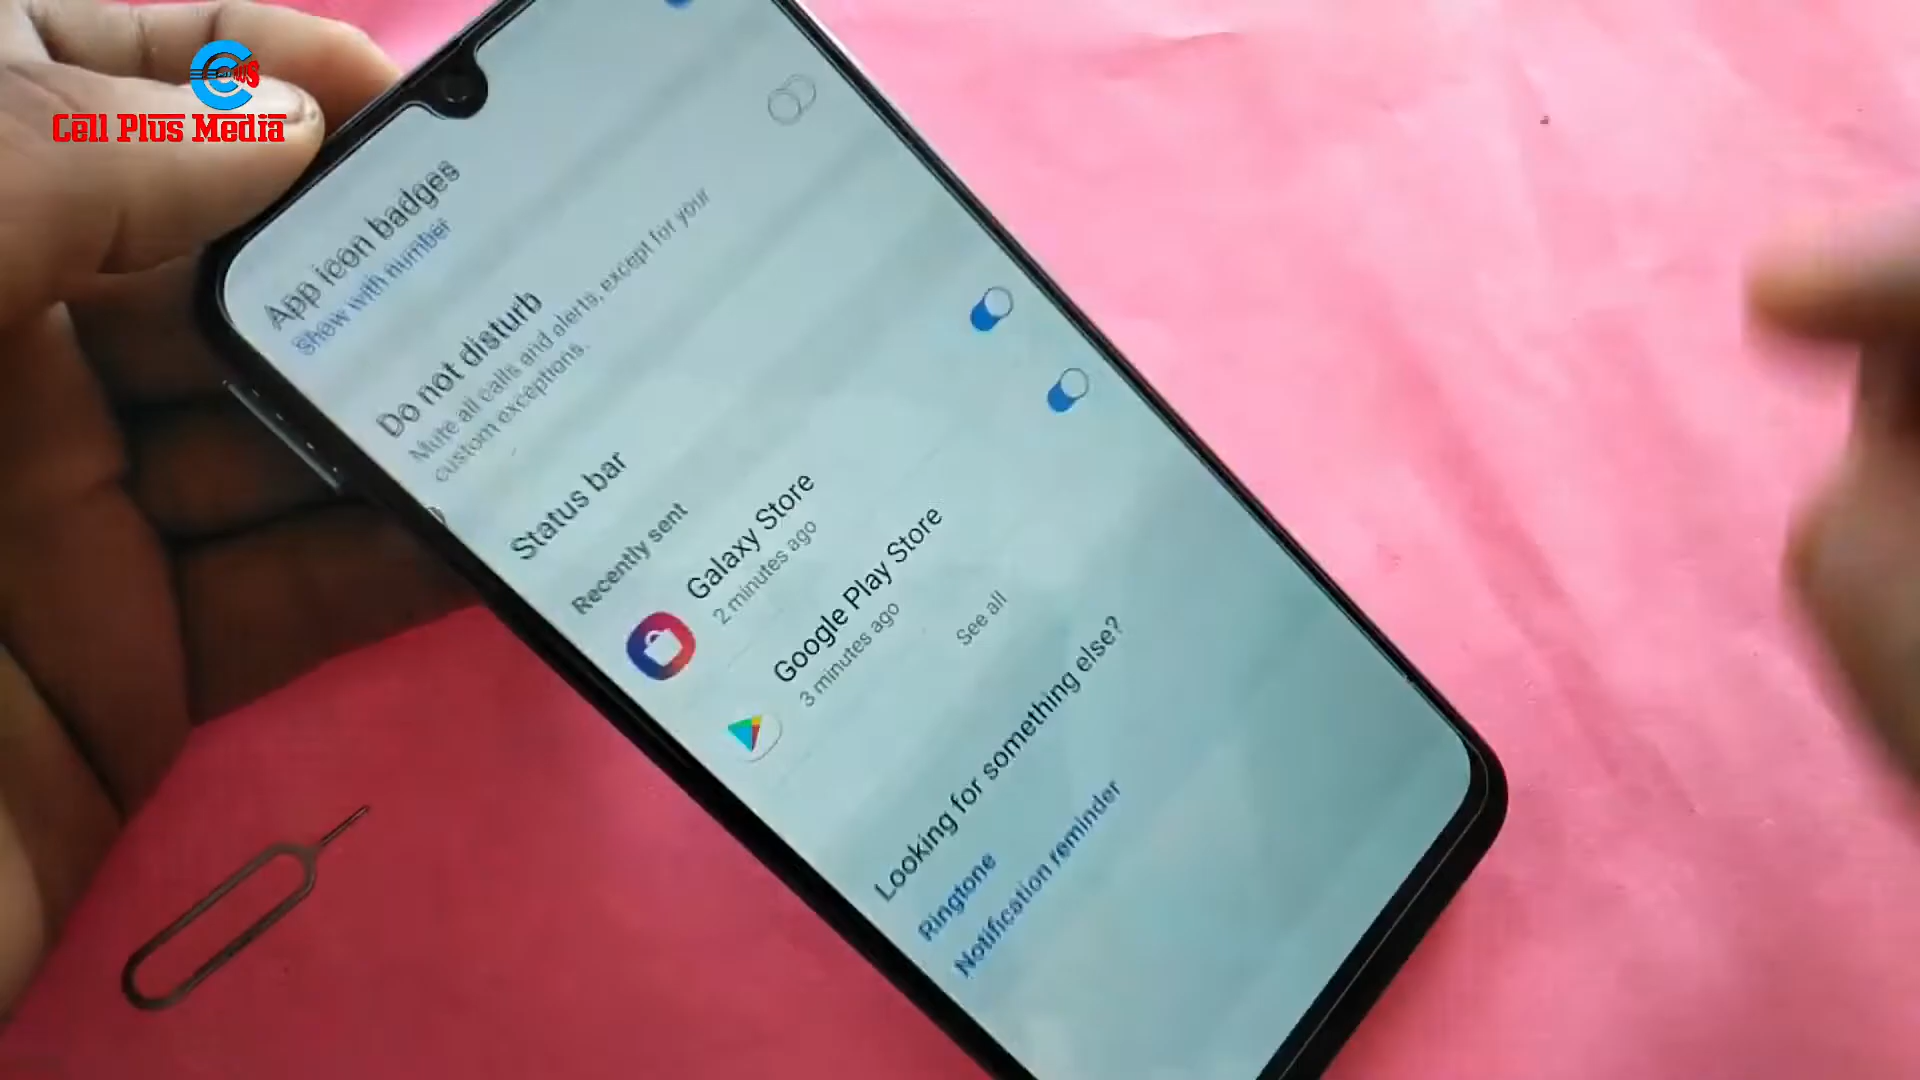 Cell Plus Media
App icon badges
Show with number
Do not disturb
Mute all calls and alerts, except for your
custom exceptions.
Status bar
Recently sent
Galaxy Store
2 minutes ago
Google Play Store
3 minutes ago
See all
Looking for something else?
Ringtone
Notification reminder